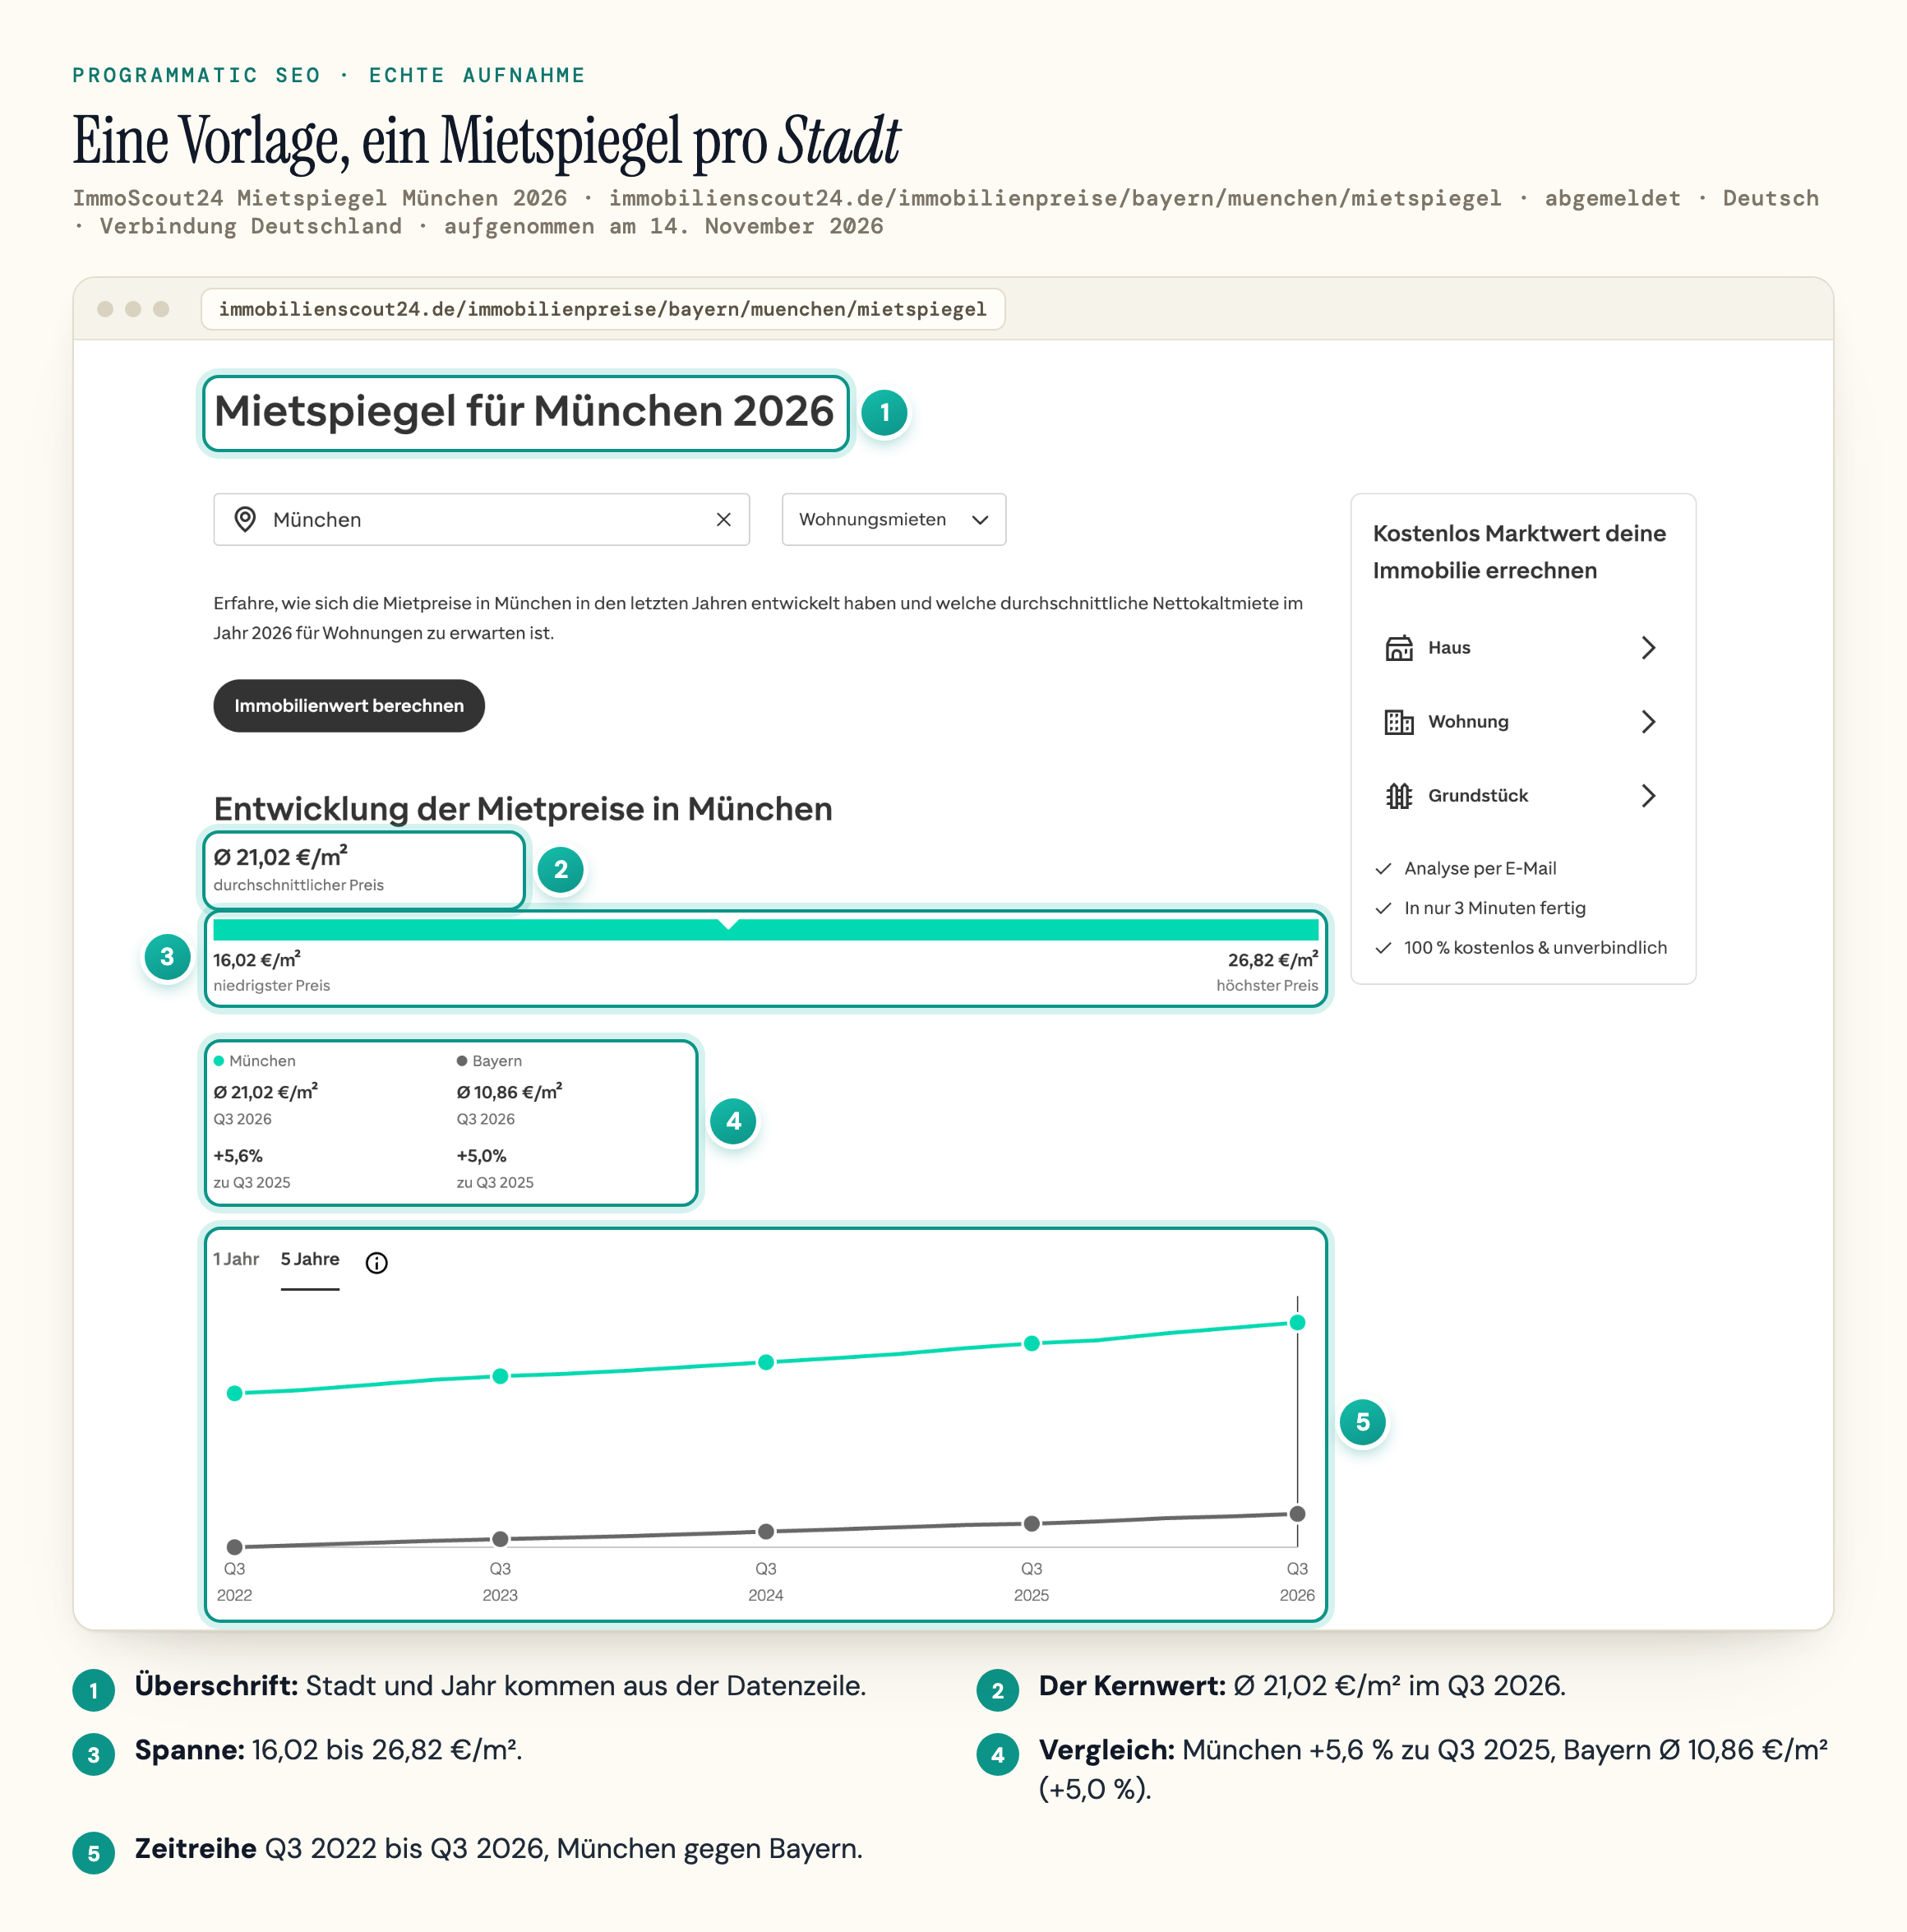 PROGRAMMATIC SEO · ECHTE AUFNAHME
Eine Vorlage, ein Mietspiegel pro Stadt
ImmoScout24 Mietspiegel München 2026 · immobilienscout24.de/immobilienpreise/bayern/muenchen/mietspiegel · abgemeldet · Deutsch
· Verbindung Deutschland · aufgenommen am 14. November 2026
immobilienscout24.de/immobilienpreise/bayern/muenchen/mietspiegel
Mietspiegel für München 2026
1
München
Wohnungsmieten
Erfahre, wie sich die Mietpreise in München in den letzten Jahren entwickelt haben und welche durchschnittliche Nettokaltmiete im
Jahr 2026 für Wohnungen zu erwarten ist.
Immobilienwert berechnen
Kostenlos Marktwert deine
Immobilie errechnen
Haus
Wohnung
Grundstück
Analyse per E-Mail
In nur 3 Minuten fertig
100 % kostenlos & unverbindlich
Entwicklung der Mietpreise in München
Ø 21,02 €/m²
durchschnittlicher Preis
2
3
16,02 €/m²
niedrigster Preis
26,82 €/m²
höchster Preis
München
Ø 21,02 €/m²
Q3 2026
+5,6%
zu Q3 2025
Bayern
Ø 10,86 €/m²
Q3 2026
+5,0%
zu Q3 2025
4
1 Jahr
5 Jahre
5
Q3
2022
Q3
2023
Q3
2024
Q3
2025
Q3
2026
1 Überschrift: Stadt und Jahr kommen aus der Datenzeile.
2 Der Kernwert: Ø 21,02 €/m² im Q3 2026.
3 Spanne: 16,02 bis 26,82 €/m².
4 Vergleich: München +5,6 % zu Q3 2025, Bayern Ø 10,86 €/m²
(+5,0 %).
5 Zeitreihe Q3 2022 bis Q3 2026, München gegen Bayern.